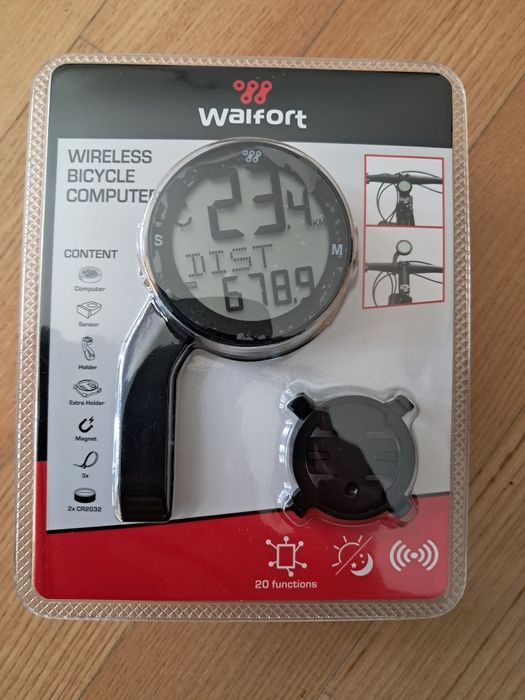 Walfort
WIRELESS
BICYCLE
COMPUTER
CONTENT
Computer
Sensor
Holder
Extra Holder
Magnet
3x
2x CR2032
23.4
KM
S
M
DIST
678.9
20 functions